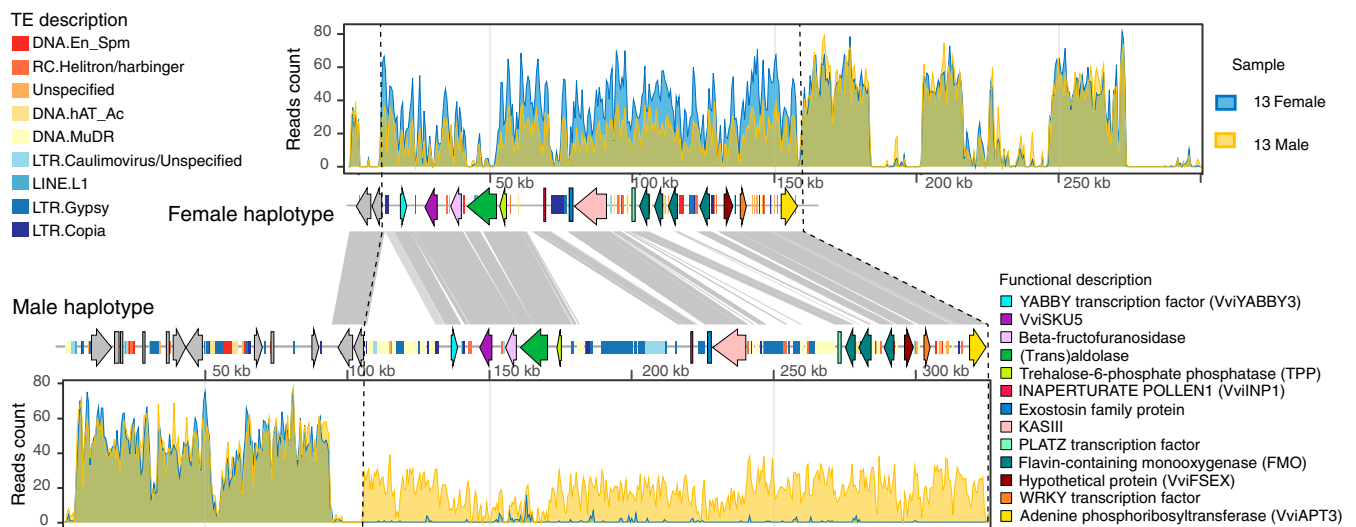 TE description
DNA.En_Spm
RC.Helitron/harbinger
Unspecified
DNA.hAT_Ac
DNA.MuDR
LTR.Caulimovirus/Unspecified
LINE.L1
LTR.Gypsy
LTR.Copia
Reads count
80
60
40
20
0
50 kb
100 kb
150 kb
200 kb
250 kb
Sample
13 Female
13 Male
Female haplotype
Male haplotype
50 kb
100 kb
150 kb
200 kb
250 kb
300 kb
Reads count
80
60
40
20
0
Functional description
YABBY transcription factor (VviYABBY3)
VviSKU5
Beta-fructofuranosidase
(Trans)aldolase
Trehalose-6-phosphate phosphatase (TPP)
INAPERTURATE POLLEN1 (VviINP1)
Exostosin family protein
KASIII
PLATZ transcription factor
Flavin-containing monooxygenase (FMO)
Hypothetical protein (VviFSEX)
WRKY transcription factor
Adenine phosphoribosyltransferase (VviAPT3)